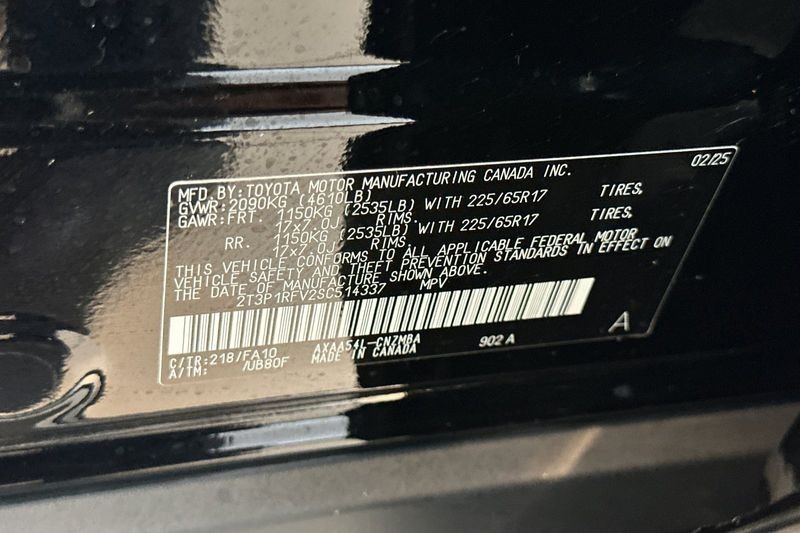 02/25
MFD.BY:TOYOTA MOTOR MANUFACTURING CANADA INC.
GVWR:2090KG (4610LB)
GAWR:FRT. 1150KG (2535LB) WITH 225/65R17 TIRES,
17x7.0J RIMS.
RR. 1150KG (2535LB) WITH 225/65R17 TIRES,
17x7.0J RIMS.
THIS VEHICLE CONFORMS TO ALL APPLICABLE FEDERAL MOTOR
VEHICLE SAFETY AND THEFT PREVENTION STANDARDS IN EFFECT ON
THE DATE OF MANUFACTURE SHOWN ABOVE.
2T3P1RFV2SC514337 MPV
C/TR:218/FA10 AXAA54L-CNZMBA 902A A
A/TM: /UB80F MADE IN CANADA